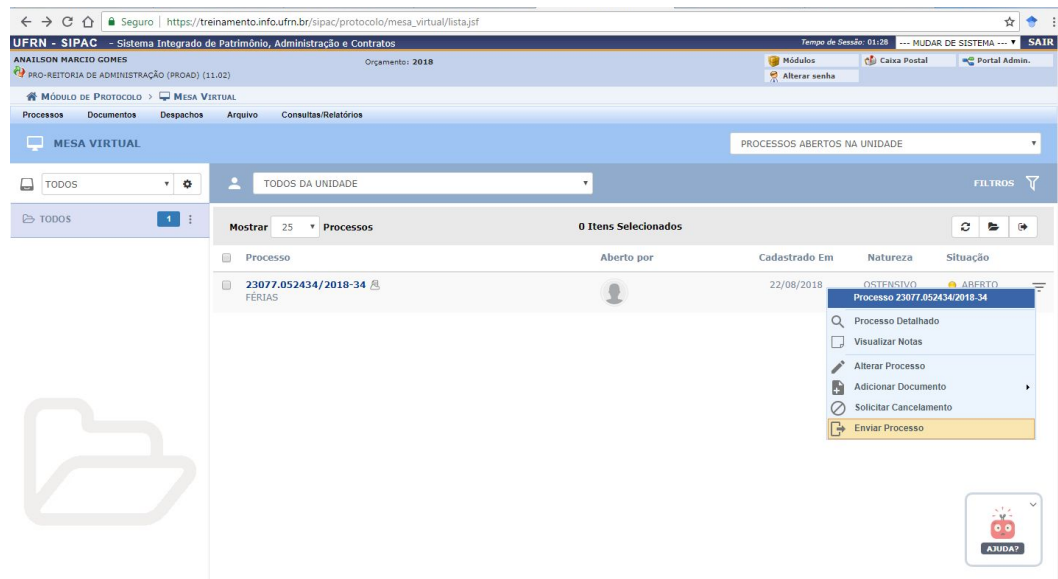 Seguro | https://treinamento.info.ufrn.br/sipac/protocolo/mesa_virtual/lista.jsf
UFRN - SIPAC - Sistema Integrado de Patrimônio, Administração e Contratos
Tempo de Sessão: 01:28 --- MUDAR DE SISTEMA --- SAIR
ANAILSON MARCIO GOMES
Orçamento: 2018
Módulos Caixa Postal Portal Admin.
PRO-REITORIA DE ADMINISTRAÇÃO (PROAD) (11.02)
Alterar senha
MÓDULO DE PROTOCOLO > MESA VIRTUAL
Processos Documentos Despachos Arquivo Consultas/Relatórios
MESA VIRTUAL
PROCESSOS ABERTOS NA UNIDADE
TODOS
TODOS DA UNIDADE
FILTROS
TODOS 1
Mostrar 25 Processos
0 Itens Selecionados
Processo Aberto por Cadastrado Em Natureza Situação
23077.052434/2018-34 22/08/2018 OSTENSIVO ABERTO
FÉRIAS
Processo 23077.052434/2018-34
Processo Detalhado
Visualizar Notas
Alterar Processo
Adicionar Documento
Solicitar Cancelamento
Enviar Processo
AJUDA?